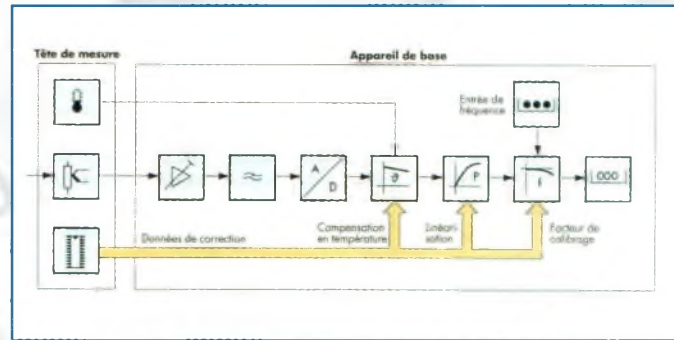 Tête de mesure
Appareil de base
Entrée de
fréquence
A
D
ϑ
P
f
000
Données de correction
Compensation
en température
Linéari-
sation
Facteur de
calibrage